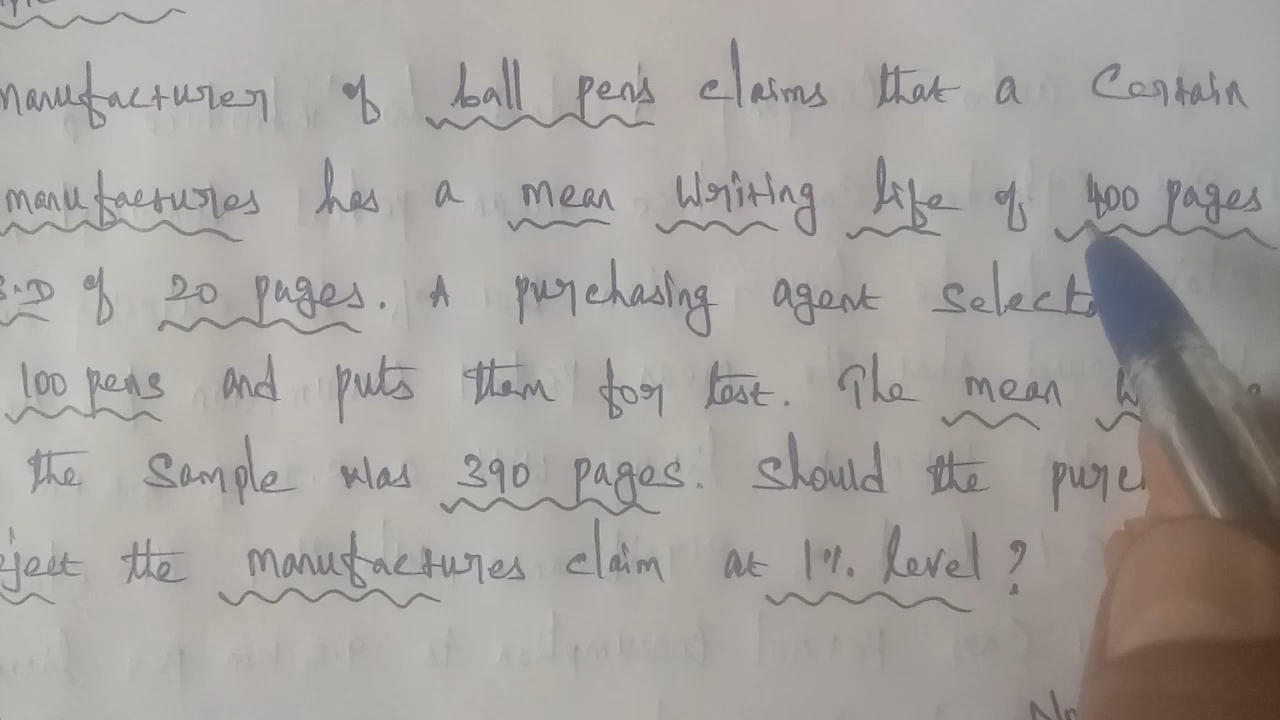 manufacturer of ball pens claims that a Certain
manufactures has a mean writing life of 400 pages
S.D of 20 pages. A purchasing agent Selects
100 pens and puts them for test. The mean
the Sample was 390 pages. Should the purc
eject the manufactures claim at 1% level?